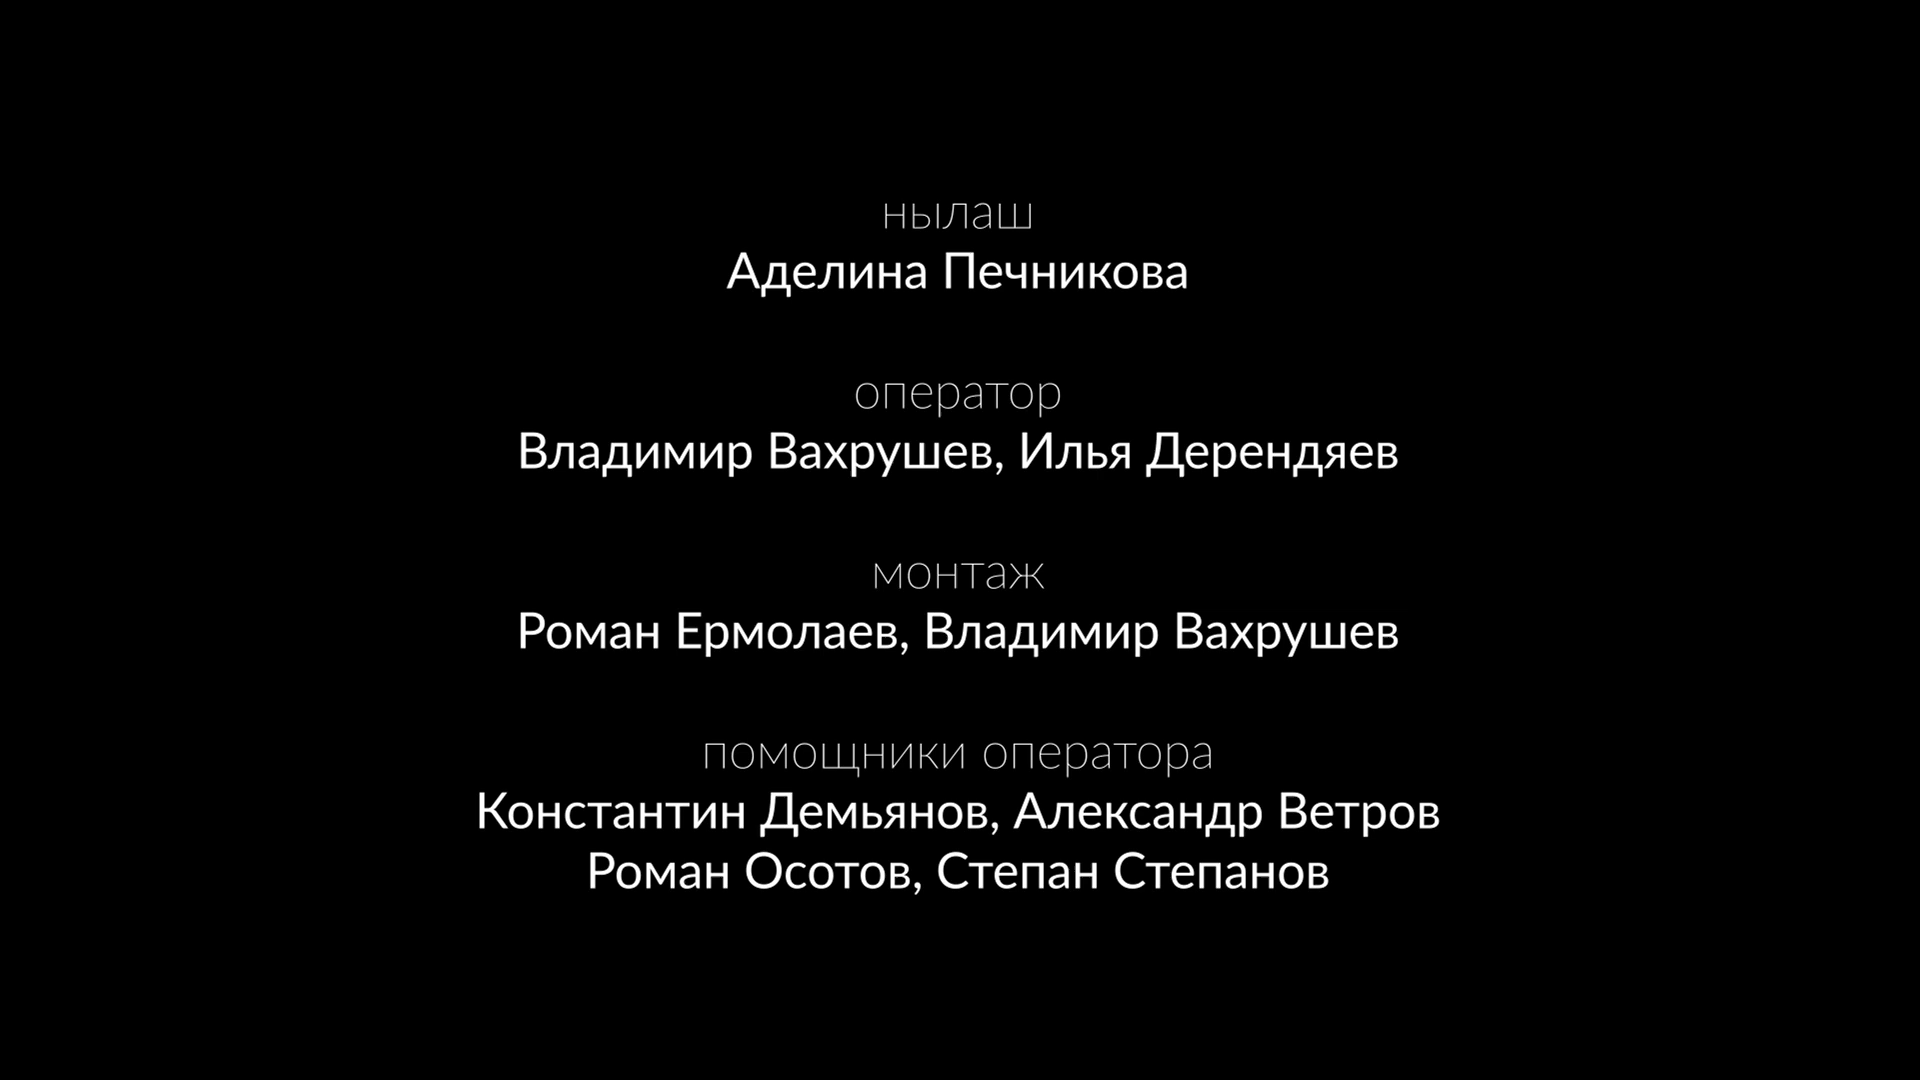 нылаш
Аделина Печникова
оператор
Владимир Вахрушев, Илья Дерендяев
монтаж
Роман Ермолаев, Владимир Вахрушев
помощники оператора
Константин Демьянов, Александр Ветров
Роман Осотов, Степан Степанов